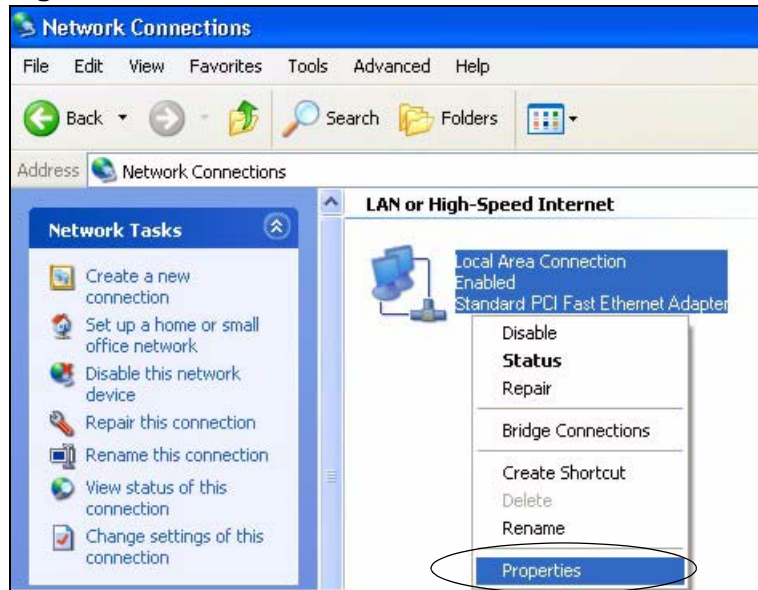 Network Connections
File Edit View Favorites Tools Advanced Help
Back Search Folders
Address Network Connections
Network Tasks
Create a new
connection
Set up a home or small
office network
Disable this network
device
Repair this connection
Rename this connection
View status of this
connection
Change settings of this
connection
LAN or High-Speed Internet
Local Area Connection
Enabled
Standard PCI Fast Ethernet Adapter
Disable
Status
Repair
Bridge Connections
Create Shortcut
Delete
Rename
Properties